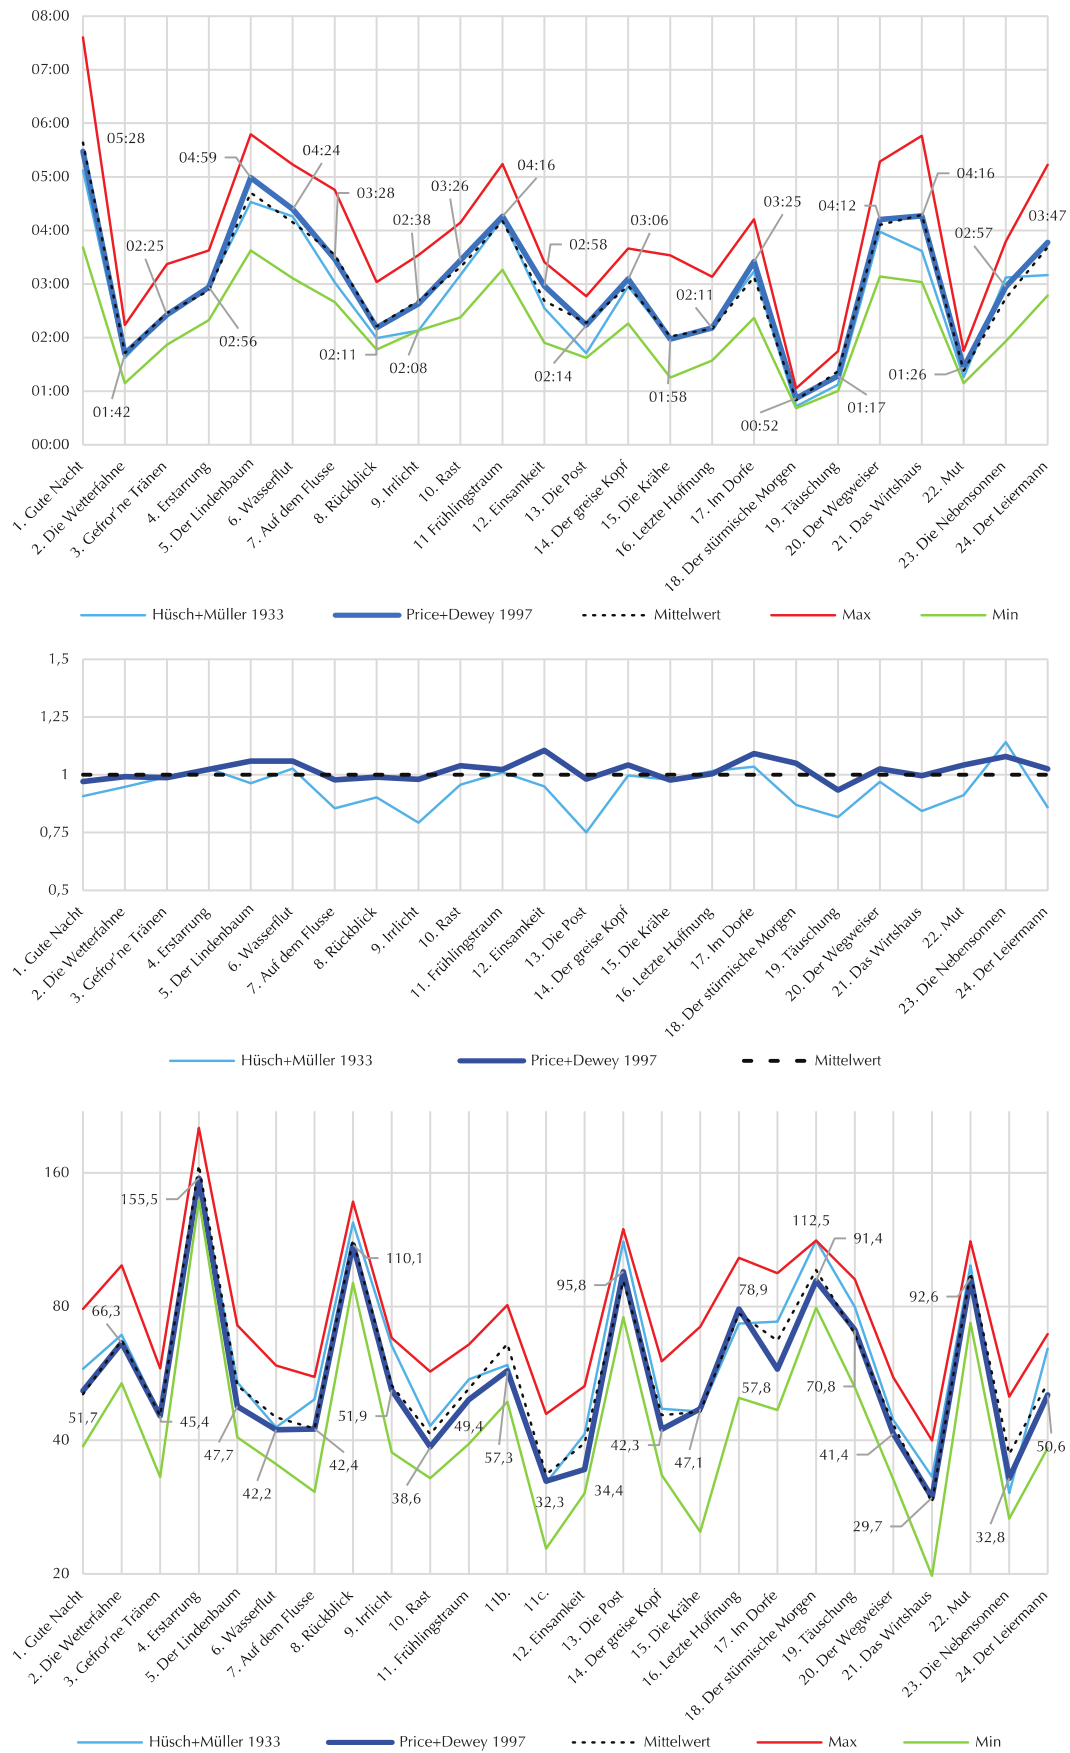 08:00
07:00
06:00
05:00
04:00
03:00
02:00
01:00
00:00
05:28
01:42
02:25
02:56
04:59
04:24
03:28
02:11
02:38
02:08
03:26
04:16
02:58
02:14
03:06
01:58
02:11
03:25
00:52
01:17
04:12
04:16
01:26
02:57
03:47
1. Gute Nacht
2. Die Wetterfahne
3. Gefror'ne Tränen
4. Erstarrung
5. Der Lindenbaum
6. Wasserflut
7. Auf dem Flusse
8. Rückblick
9. Irrlicht
10. Rast
11 Frühlingstraum
12. Einsamkeit
13. Die Post
14. Der greise Kopf
15. Die Krähe
16. Letzte Hoffnung
17. Im Dorfe
18. Der stürmische Morgen
19. Täuschung
20. Der Wegweiser
21. Das Wirtshaus
22. Mut
23. Die Nebensonnen
24. Der Leiermann
Hüsch+Müller 1933 Price+Dewey 1997 Mittelwert Max Min
1,5
1,25
1
0,75
0,5
1. Gute Nacht
2. Die Wetterfahne
3. Gefror'ne Tränen
4. Erstarrung
5. Der Lindenbaum
6. Wasserflut
7. Auf dem Flusse
8. Rückblick
9. Irrlicht
10. Rast
11. Frühlingstraum
12. Einsamkeit
13. Die Post
14. Der greise Kopf
15. Die Krähe
16. Letzte Hoffnung
17. Im Dorfe
18. Der stürmische Morgen
19. Täuschung
20. Der Wegweiser
21. Das Wirtshaus
22. Mut
23. Die Nebensonnen
24. Der Leiermann
Hüsch+Müller 1933 Price+Dewey 1997 Mittelwert
160
80
40
20
51,7
66,3
45,4
155,5
47,7
42,2
42,4
110,1
51,9
38,6
49,4
57,3
32,3
34,4
95,8
42,3
47,1
78,9
57,8
112,5
91,4
70,8
41,4
29,7
92,6
32,8
50,6
1. Gute Nacht
2. Die Wetterfahne
3. Gefror'ne Tränen
4. Erstarrung
5. Der Lindenbaum
6. Wasserflut
7. Auf dem Flusse
8. Rückblick
9. Irrlicht
10. Rast
11. Frühlingstraum
11b.
11c.
12. Einsamkeit
13. Die Post
14. Der greise Kopf
15. Die Krähe
16. Letzte Hoffnung
17. Im Dorfe
18. Der stürmische Morgen
19. Täuschung
20. Der Wegweiser
21. Das Wirtshaus
22. Mut
23. Die Nebensonnen
24. Der Leiermann
Hüsch+Müller 1933 Price+Dewey 1997 Mittelwert Max Min